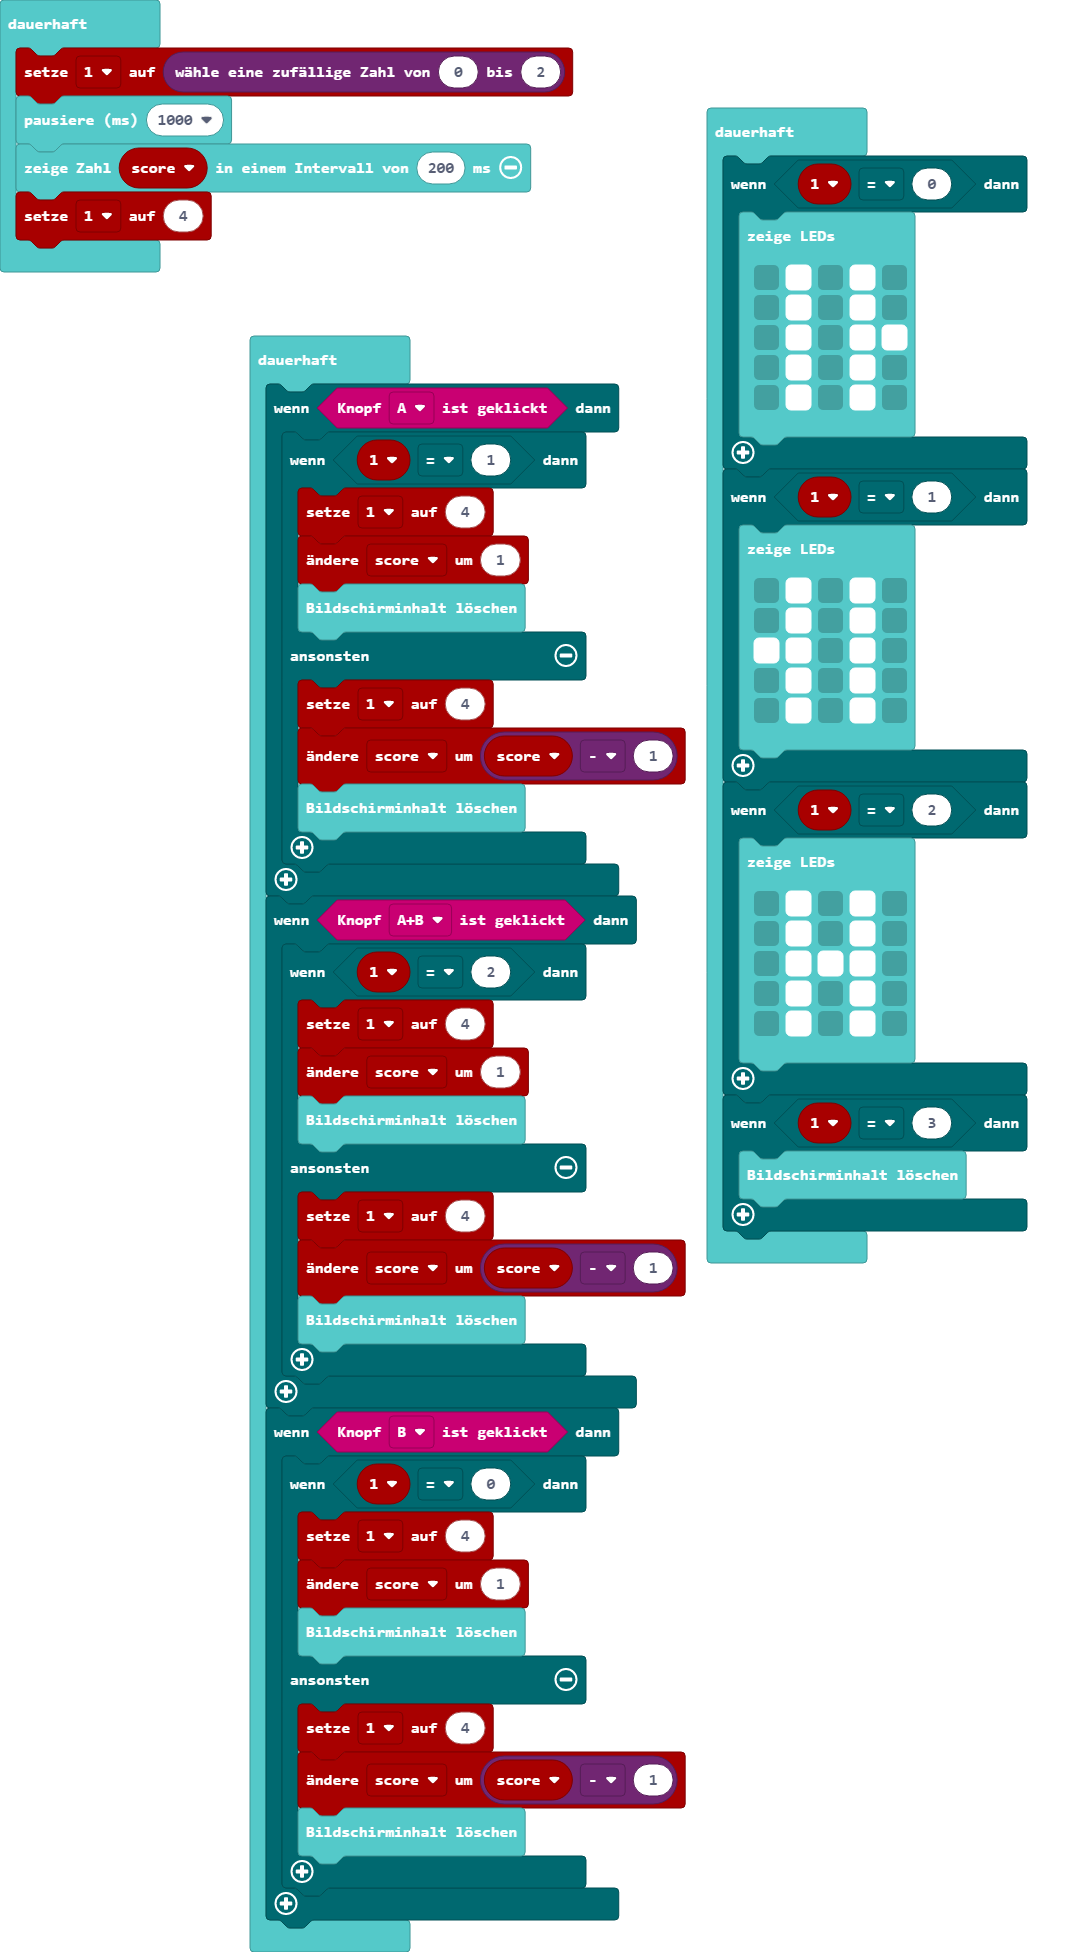 dauerhaft
setze 1 auf wähle eine zufällige Zahl von 0 bis 2
pausiere (ms) 1000
zeige Zahl score in einem Intervall von 200 ms
setze 1 auf 4
dauerhaft
wenn Knopf A ist geklickt dann
wenn 1 = 1 dann
setze 1 auf 4
ändere score um 1
Bildschirminhalt löschen
ansonsten
setze 1 auf 4
ändere score um score - 1
Bildschirminhalt löschen
wenn Knopf A+B ist geklickt dann
wenn 1 = 2 dann
setze 1 auf 4
ändere score um 1
Bildschirminhalt löschen
ansonsten
setze 1 auf 4
ändere score um score - 1
Bildschirminhalt löschen
wenn Knopf B ist geklickt dann
wenn 1 = 0 dann
setze 1 auf 4
ändere score um 1
Bildschirminhalt löschen
ansonsten
setze 1 auf 4
ändere score um score - 1
Bildschirminhalt löschen
dauerhaft
wenn 1 = 0 dann
zeige LEDs
wenn 1 = 1 dann
zeige LEDs
wenn 1 = 2 dann
zeige LEDs
wenn 1 = 3 dann
Bildschirminhalt löschen